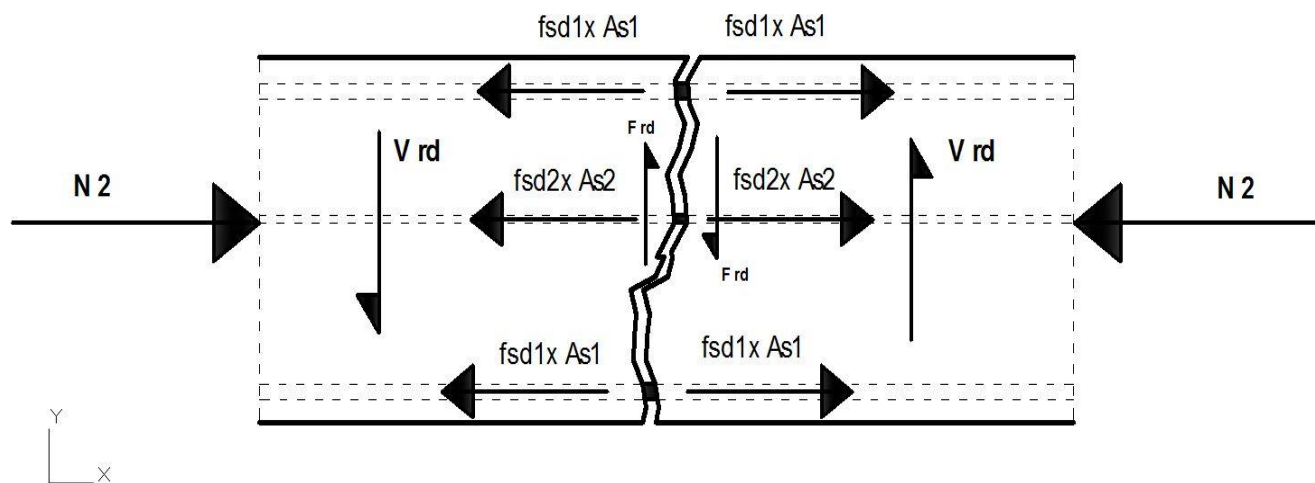 fsd1x As1 fsd1x As1
F rd
V rd V rd
N 2 fsd2x As2 fsd2x As2 N 2
F rd
fsd1x As1 fsd1x As1
Y
X